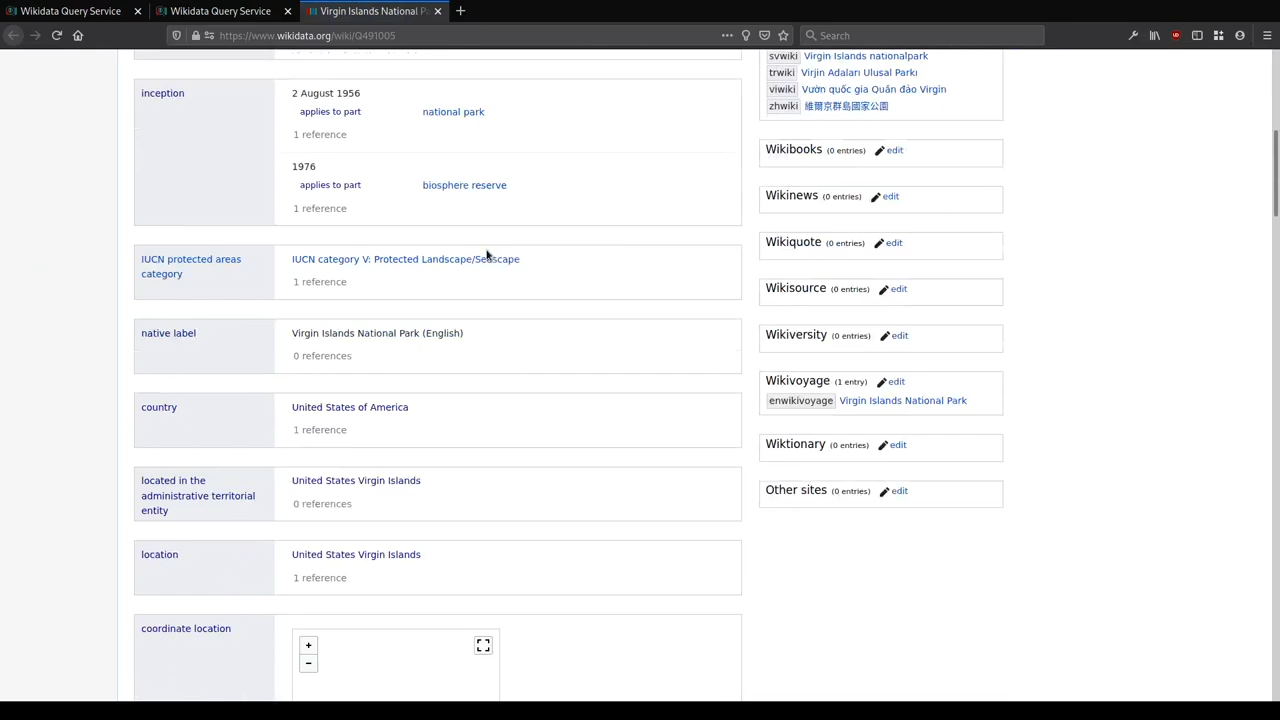 Wikidata Query Service
Wikidata Query Service
Virgin Islands National P
https://www.wikidata.org/wiki/Q491005
Search
inception
2 August 1956
applies to part national park
1 reference
1976
applies to part biosphere reserve
1 reference
IUCN protected areas
category
IUCN category V: Protected Landscape/Seascape
1 reference
native label
Virgin Islands National Park (English)
0 references
country
United States of America
1 reference
located in the
administrative territorial
entity
United States Virgin Islands
0 references
location
United States Virgin Islands
1 reference
coordinate location
+
−
svwiki Virgin Islands nationalpark
trwiki Virjin Adaları Ulusal Parkı
viwiki Vườn quốc gia Quần đảo Virgin
zhwiki 維爾京群島國家公園
Wikibooks (0 entries) edit
Wikinews (0 entries) edit
Wikiquote (0 entries) edit
Wikisource (0 entries) edit
Wikiversity (0 entries) edit
Wikivoyage (1 entry) edit
enwikivoyage Virgin Islands National Park
Wiktionary (0 entries) edit
Other sites (0 entries) edit